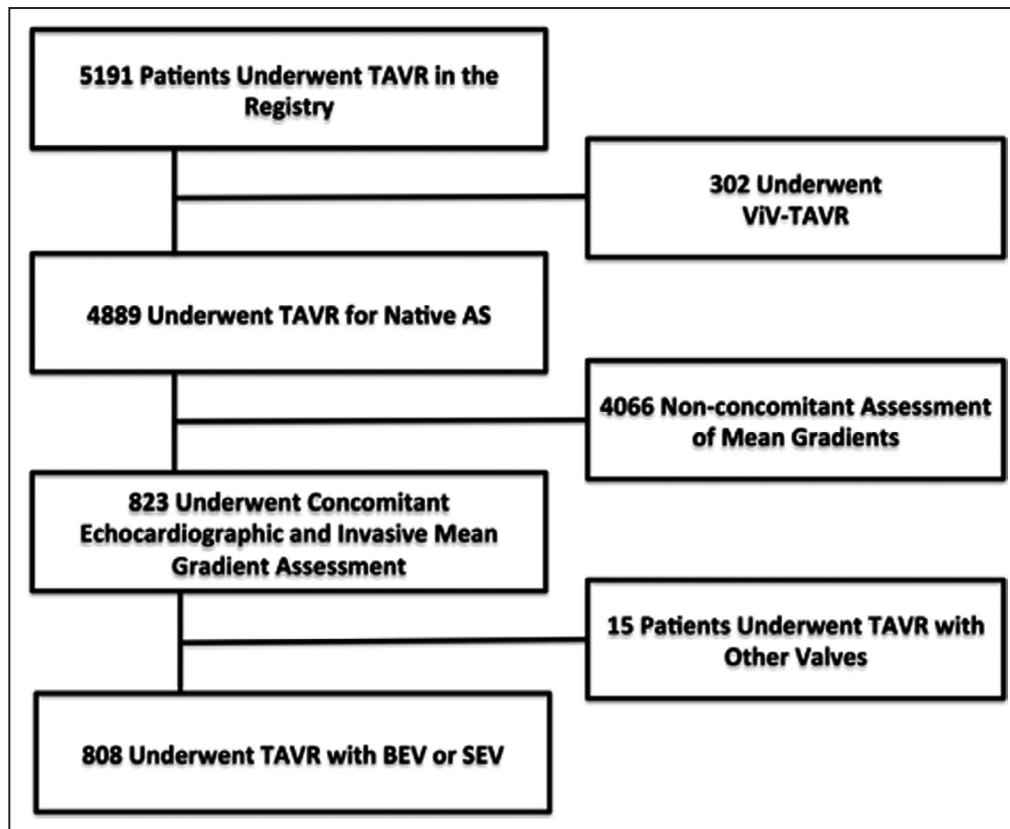 5191 Patients Underwent TAVR in the
Registry
302 Underwent
ViV-TAVR
4889 Underwent TAVR for Native AS
4066 Non-concomitant Assessment
of Mean Gradients
823 Underwent Concomitant
Echocardiographic and Invasive Mean
Gradient Assessment
15 Patients Underwent TAVR with
Other Valves
808 Underwent TAVR with BEV or SEV